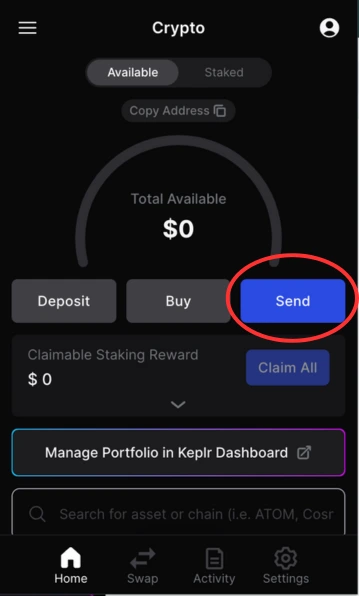 Crypto
Available Staked
Copy Address
Total Available
$0
Deposit Buy Send
Claimable Staking Reward
$ 0
Claim All
Manage Portfolio in Keplr Dashboard
Search for asset or chain (i.e. ATOM, Cosr
Home Swap Activity Settings